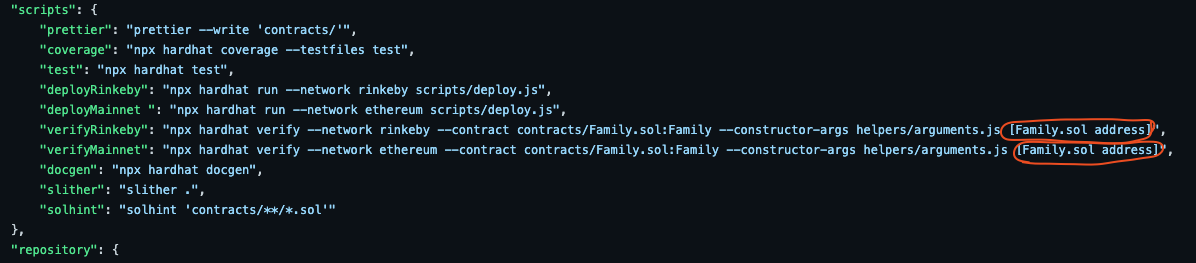 "scripts": {
"prettier": "prettier --write 'contracts/'",
"coverage": "npx hardhat coverage --testfiles test",
"test": "npx hardhat test",
"deployRinkeby": "npx hardhat run --network rinkeby scripts/deploy.js",
"deployMainnet ": "npx hardhat run --network ethereum scripts/deploy.js",
"verifyRinkeby": "npx hardhat verify --network rinkeby --contract contracts/Family.sol:Family --constructor-args helpers/arguments.js [Family.sol address]",
"verifyMainnet": "npx hardhat verify --network ethereum --contract contracts/Family.sol:Family --constructor-args helpers/arguments.js [Family.sol address]",
"docgen": "npx hardhat docgen",
"slither": "slither .",
"solhint": "solhint 'contracts/**/*.sol'"
},
"repository": {